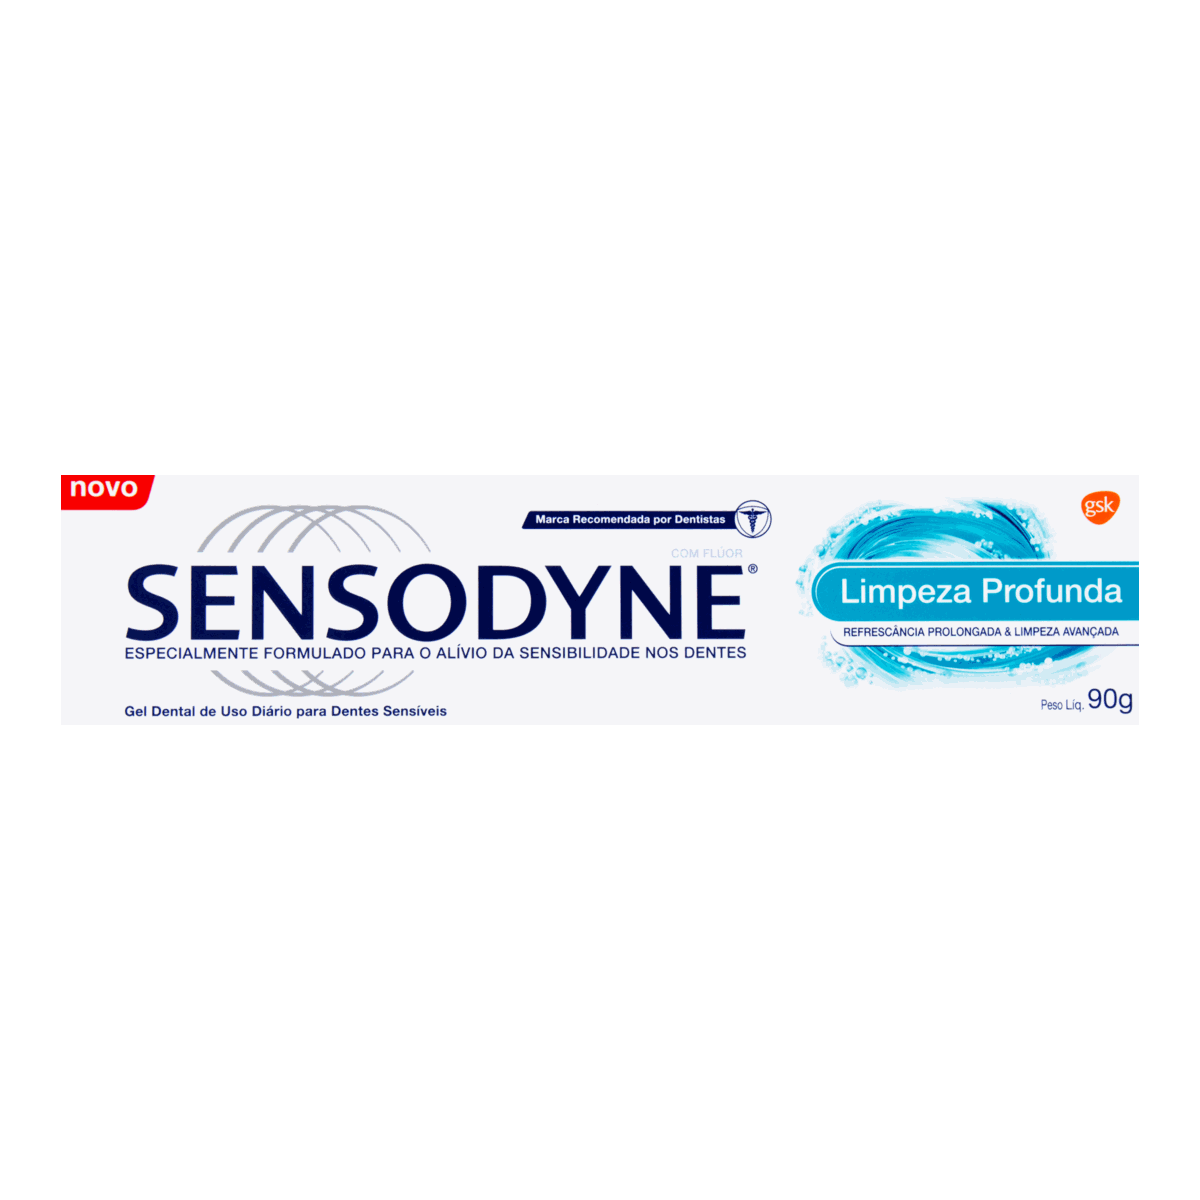 novo
Marca Recomendada por Dentistas
COM FLÚOR
SENSODYNE®
ESPECIALMENTE FORMULADO PARA O ALÍVIO DA SENSIBILIDADE NOS DENTES
Gel Dental de Uso Diário para Dentes Sensíveis
gsk
Limpeza Profunda
REFRESCÂNCIA PROLONGADA & LIMPEZA AVANÇADA
Peso Líq. 90g